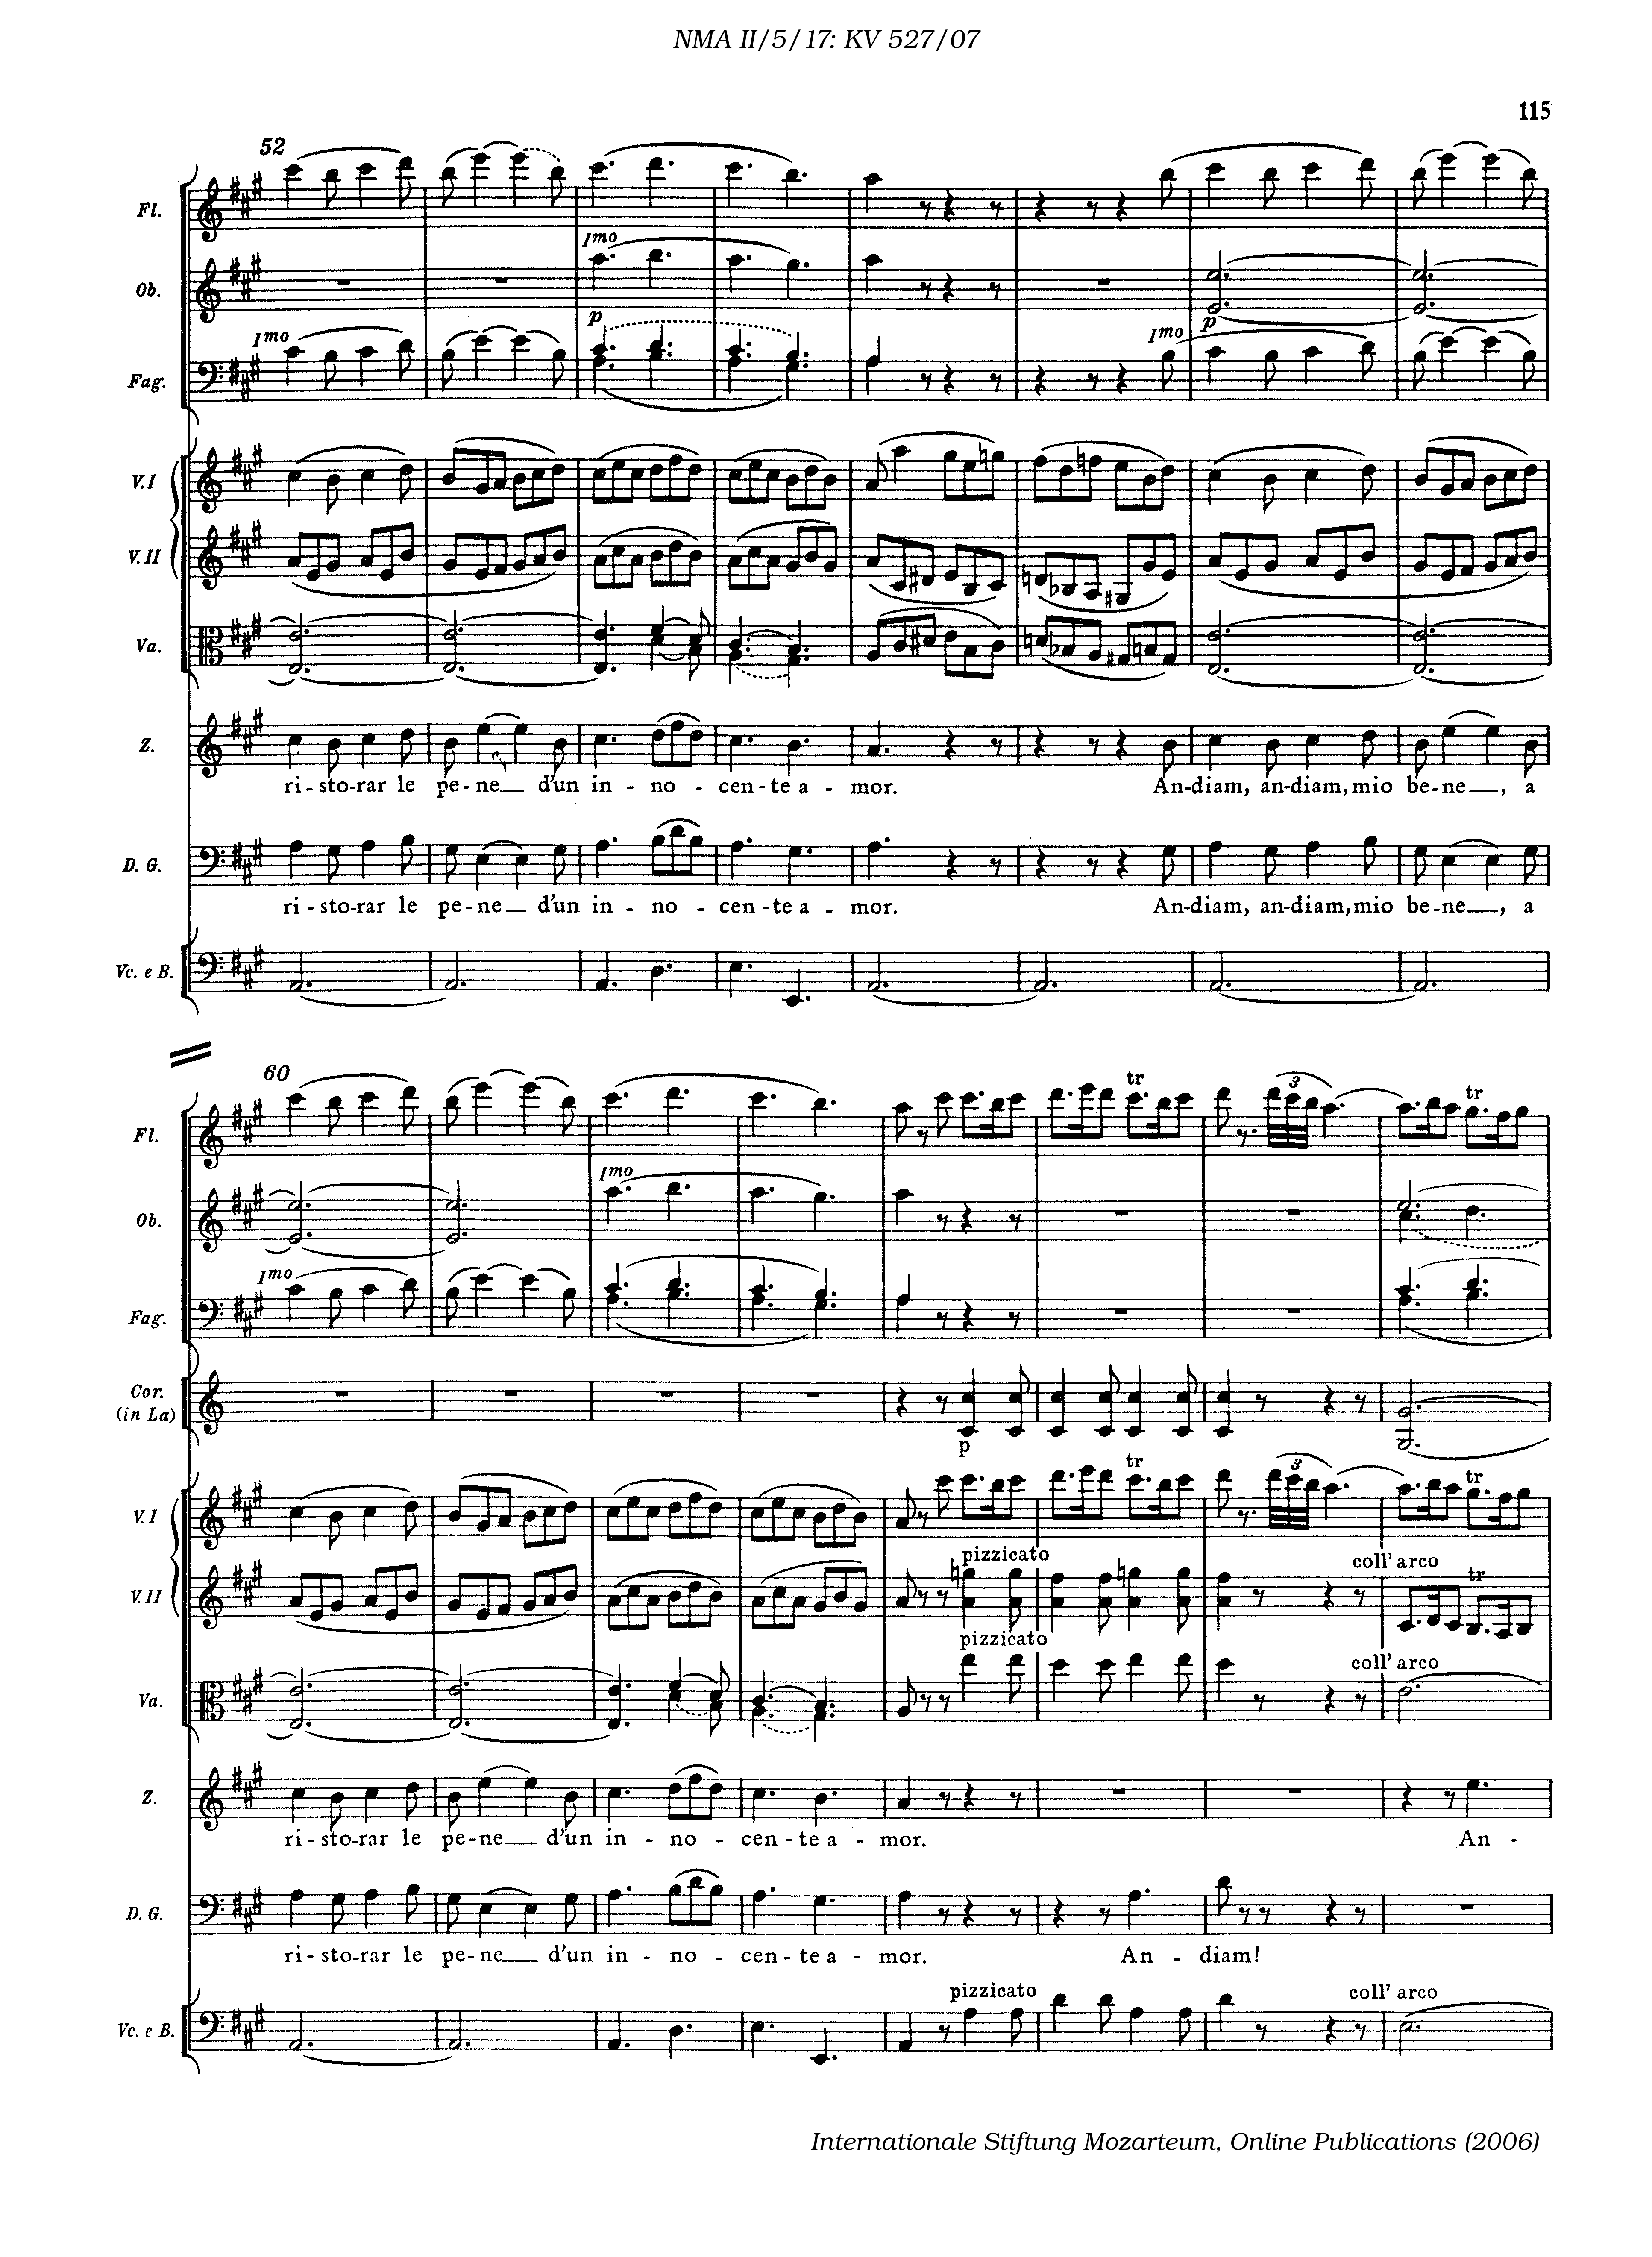 NMA II/5/17: KV 527/07
115
52
Fl.
Imo
Ob.
p
p
Imo
Imo
Fag.
V. I
V. II
Va.
Z.
ri - sto-rar le pe - ne d'un in - no - cen - te a - mor. An-diam, an-diam, mio be - ne , a
D. G.
ri - sto-rar le pe - ne d'un in - no - cen - te a - mor. An-diam, an-diam, mio be - ne , a
Vc. e B.
60
tr
3
tr
Fl.
Imo
Ob.
Imo
Fag.
Cor.
(in La)
p
tr
3
tr
V. I
pizzicato
coll' arco
tr
V. II
pizzicato
coll' arco
Va.
Z.
ri - sto-rar le pe - ne d'un in - no - cen - te a - mor. An -
D. G.
ri - sto-rar le pe - ne d'un in - no - cen - te a - mor. An - diam!
pizzicato
coll' arco
Vc. e B.
Internationale Stiftung Mozarteum, Online Publications (2006)